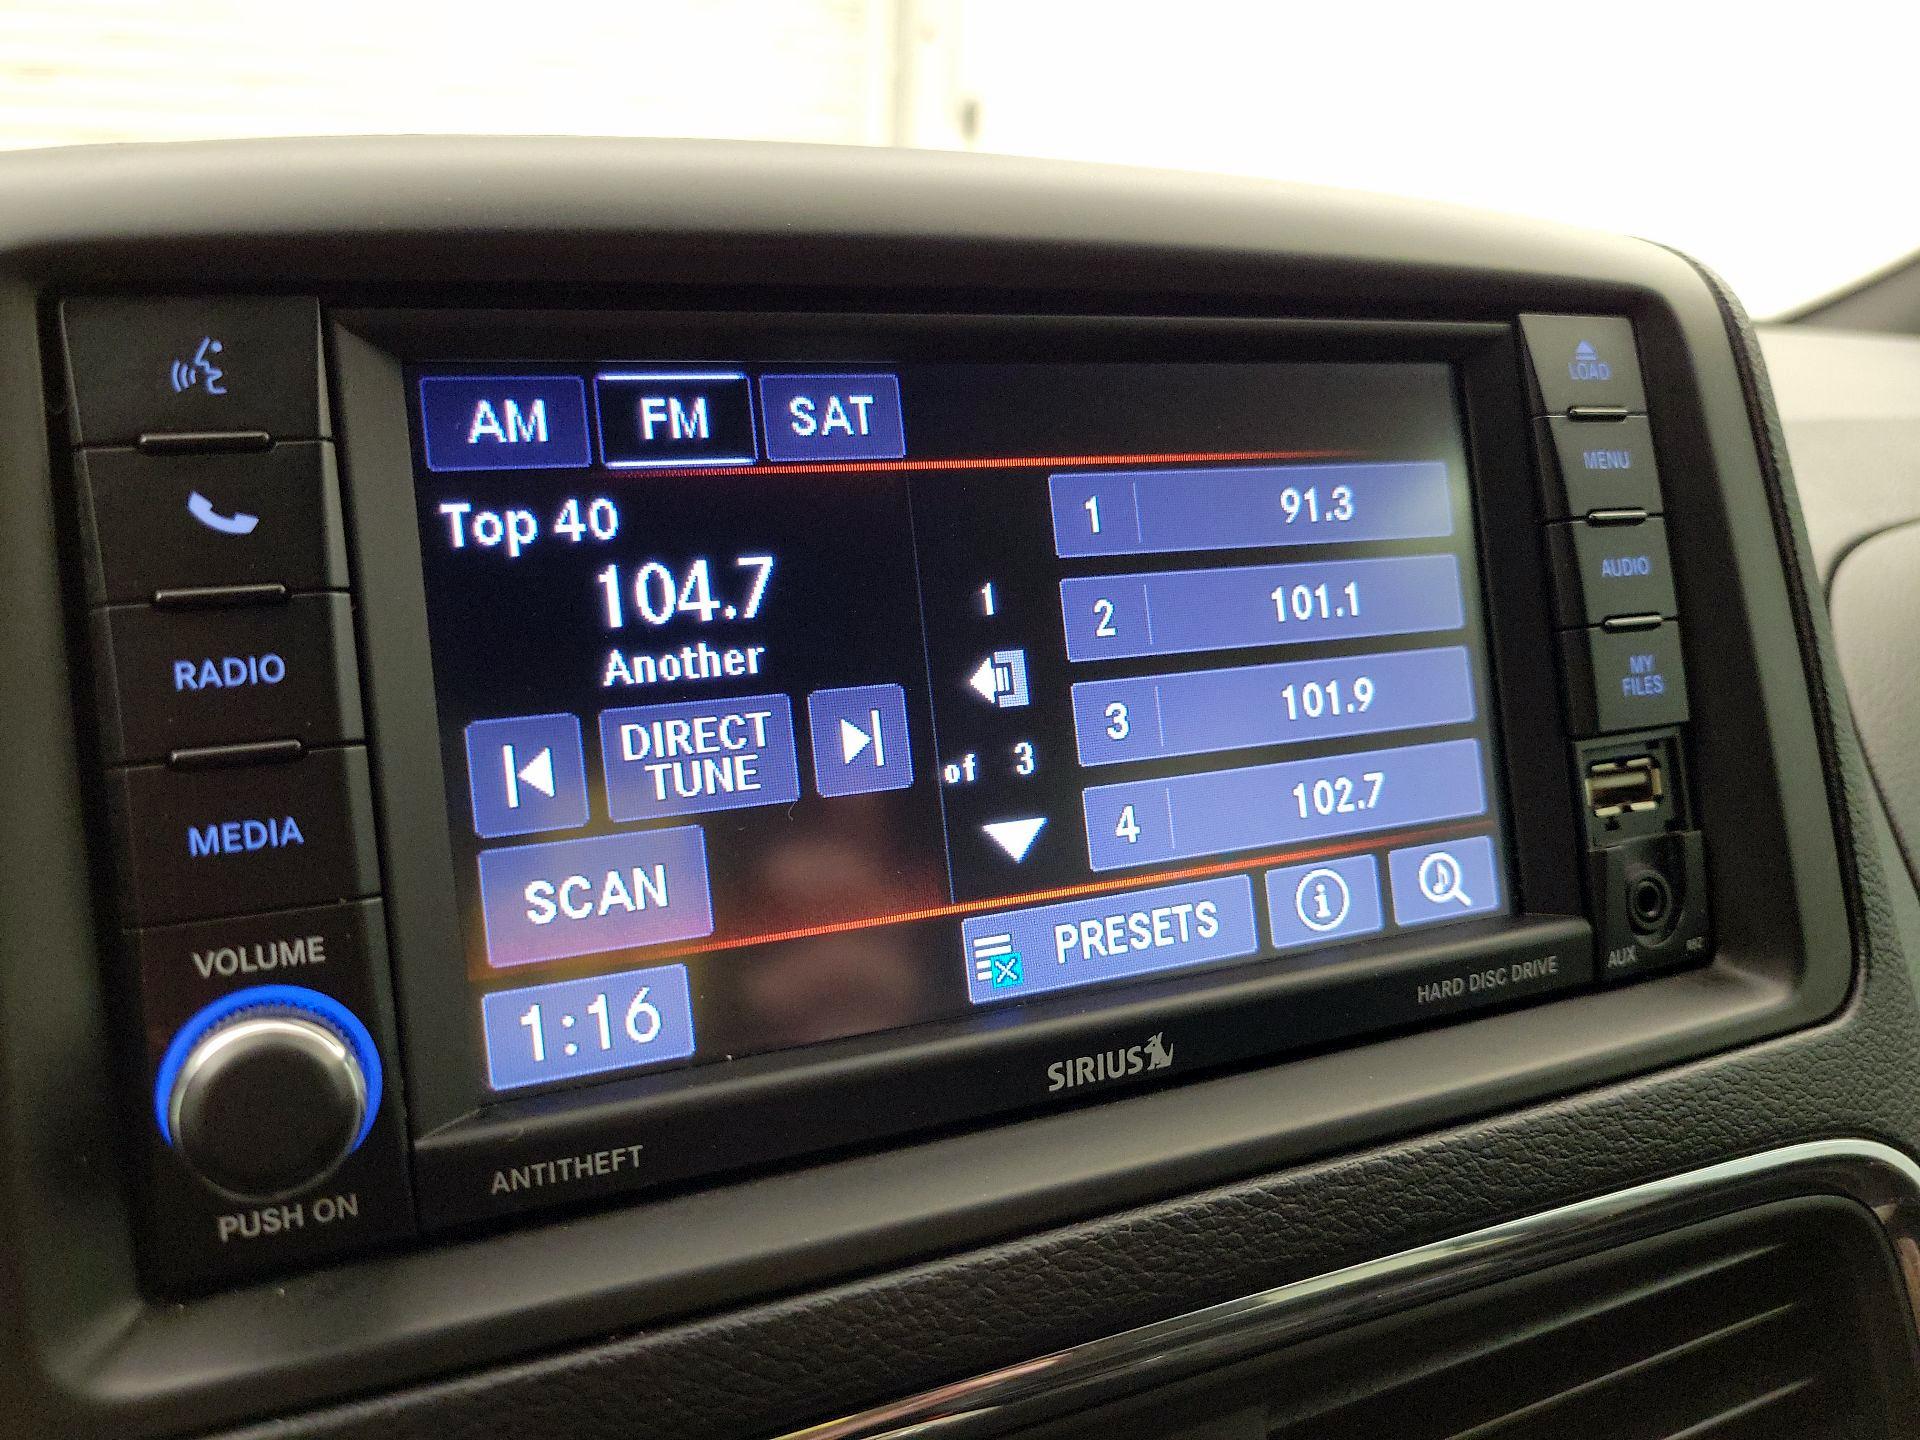 AM
FM
SAT
Top 40
104.7
Another
DIRECT
TUNE
SCAN
1:16
1
of 3
1 91.3
2 101.1
3 101.9
4 102.7
PRESETS
RADIO
MEDIA
VOLUME
PUSH ON
ANTITHEFT
SIRIUS
HARD DISC DRIVE
LOAD
MENU
AUDIO
MY
FILES
AUX